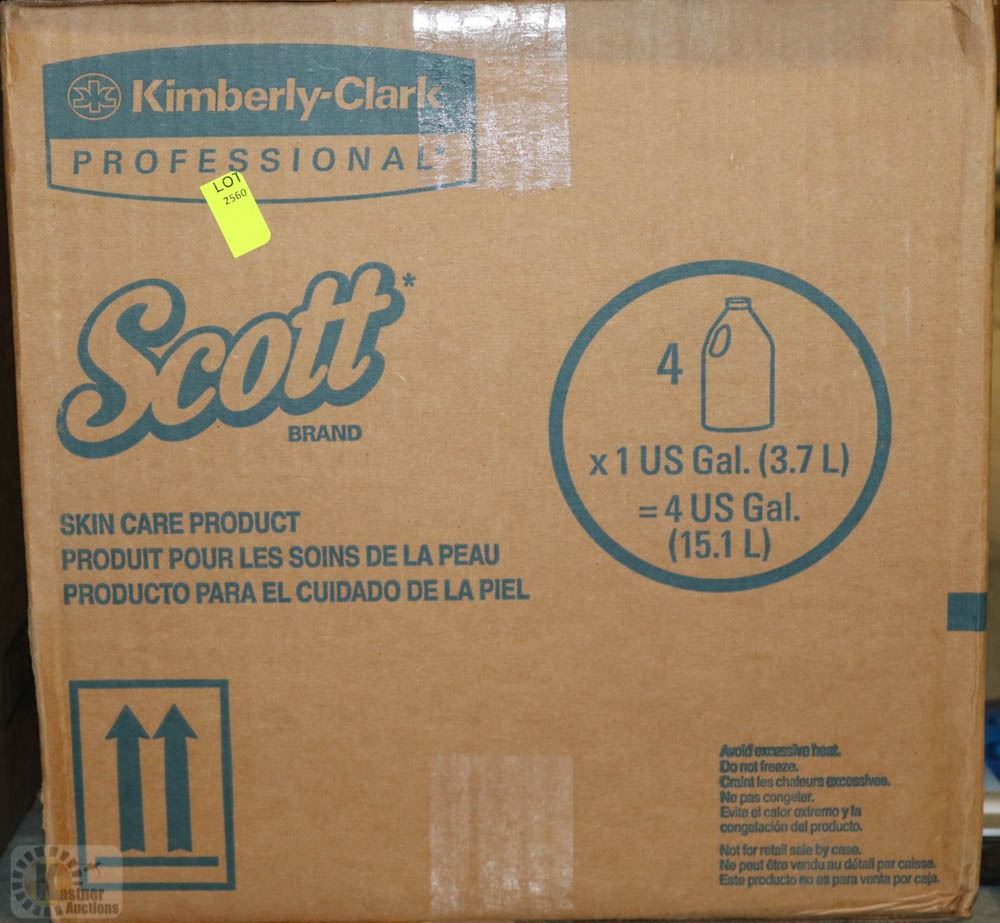 Kimberly-Clark
PROFESSIONAL*
LOT
2560
Scott*
BRAND
4
x 1 US Gal. (3.7 L)
= 4 US Gal.
(15.1 L)
SKIN CARE PRODUCT
PRODUIT POUR LES SOINS DE LA PEAU
PRODUCTO PARA EL CUIDADO DE LA PIEL
Avoid excessive heat.
Do not freeze.
Craint les chaleurs excessives.
Ne pas congeler.
Evite el calor extremo y la
congelación del producto.
Not for retail sale by case.
Ne peut être vendu au détail par caisse.
Este producto no es para venta por caja.
Kastner
Auctions